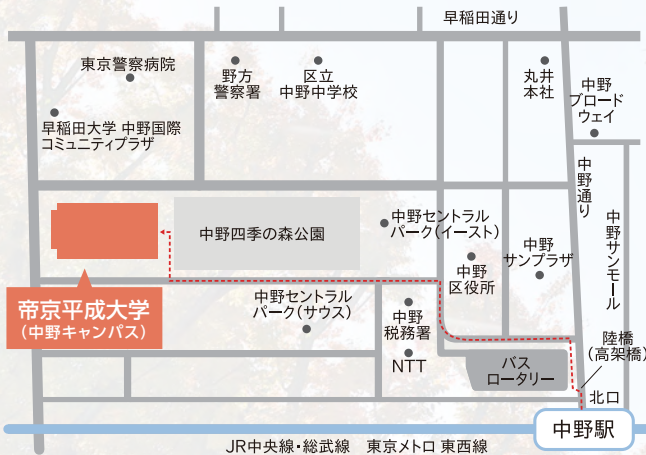 早稲田通り
東京警察病院
野方
警察署
区立
中野中学校
丸井
本社
中野
ブロード
ウェイ
早稲田大学 中野国際
コミュニティプラザ
中野通り
中野サンモール
中野四季の森公園
中野セントラル
パーク(イースト)
中野
区役所
中野
サンプラザ
帝京平成大学
(中野キャンパス)
中野セントラル
パーク(サウス)
中野
税務署
NTT
バス
ロータリー
陸橋
(高架橋)
北口
中野駅
JR中央線・総武線 東京メトロ 東西線